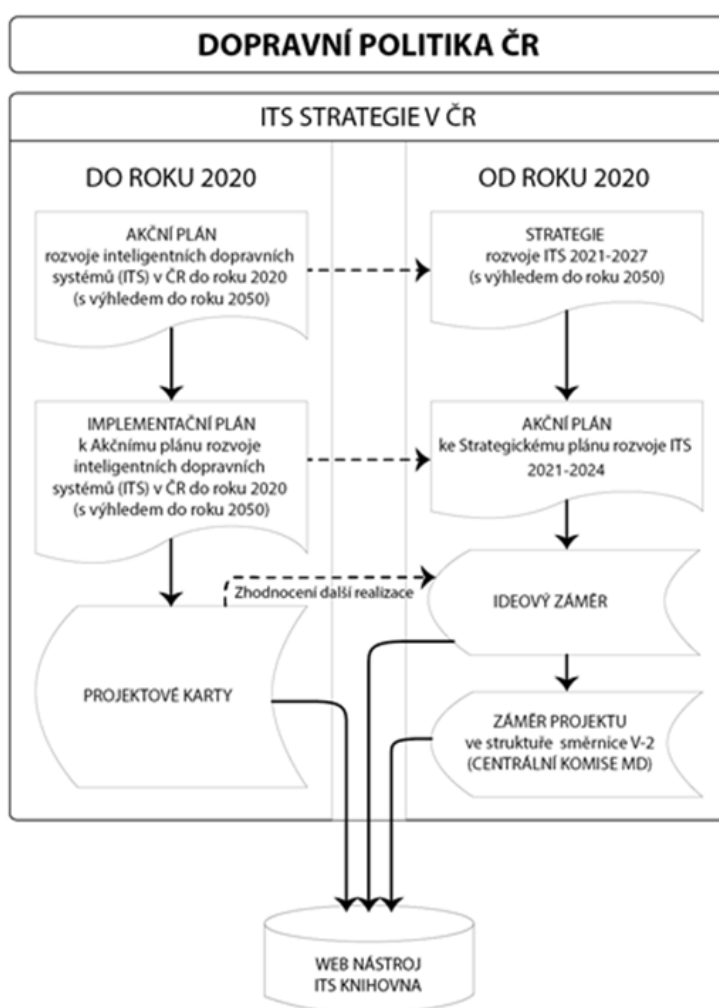 DOPRAVNÍ POLITIKA ČR
ITS STRATEGIE V ČR
DO ROKU 2020
AKČNÍ PLÁN
rozvoje inteligentních dopravních
systémů (ITS) v ČR do roku 2020
(s výhledem do roku 2050)
IMPLEMENTAČNÍ PLÁN
k Akčnímu plánu rozvoje
inteligentních dopravních
systémů (ITS) v ČR do roku 2020
(s výhledem do roku 2050)
PROJEKTOVÉ KARTY
OD ROKU 2020
STRATEGIE
rozvoje ITS 2021-2027
(s výhledem do roku 2050)
AKČNÍ PLÁN
ke Strategickému plánu rozvoje ITS
2021-2024
Zhodnocení další realizace
IDEOVÝ ZÁMĚR
ZÁMĚR PROJEKTU
ve struktuře směrnice V-2
(CENTRÁLNÍ KOMISE MD)
WEB NÁSTROJ
ITS KNIHOVNA